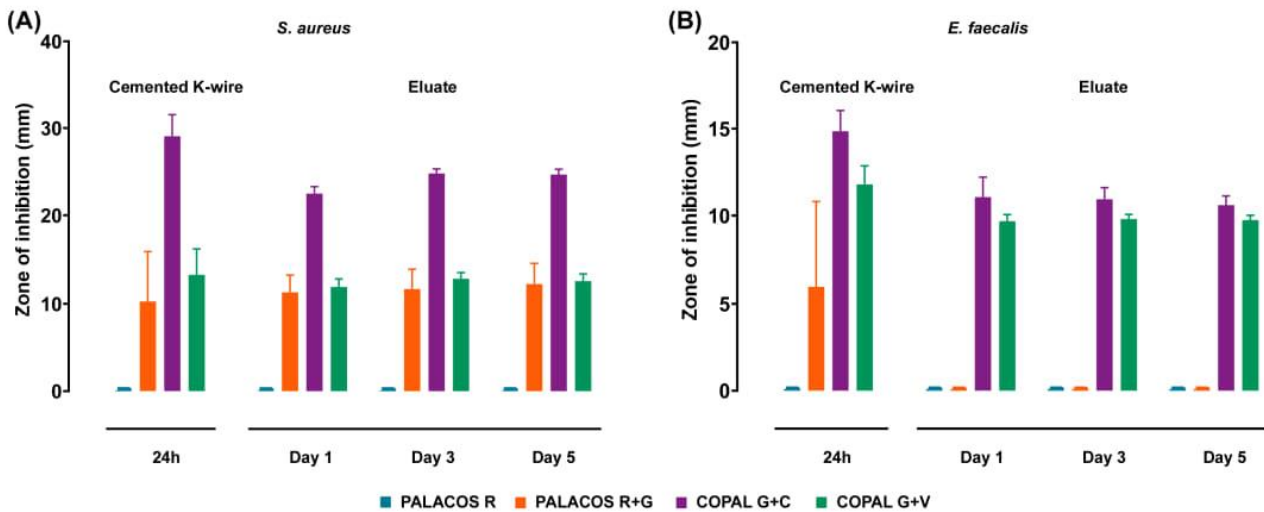 (A)
S. aureus
Zone of inhibition (mm)
40
30
20
10
0
Cemented K-wire
Eluate
24h
Day 1
Day 3
Day 5
(B)
E. faecalis
Zone of inhibition (mm)
20
15
10
5
0
Cemented K-wire
Eluate
24h
Day 1
Day 3
Day 5
PALACOS R PALACOS R+G COPAL G+C COPAL G+V